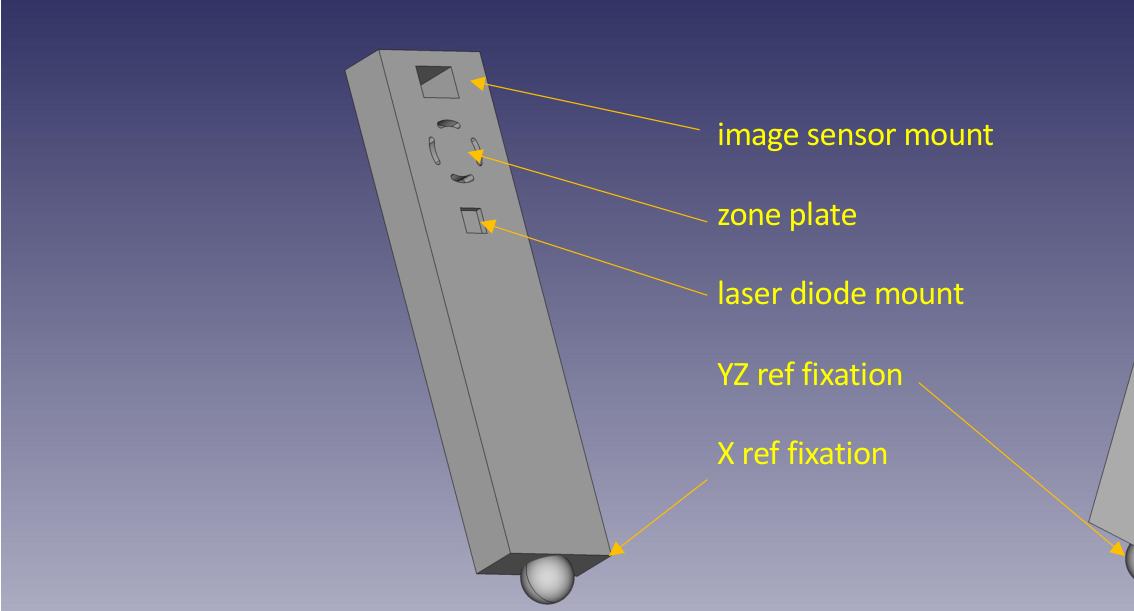 image sensor mount
zone plate
laser diode mount
YZ ref fixation
X ref fixation